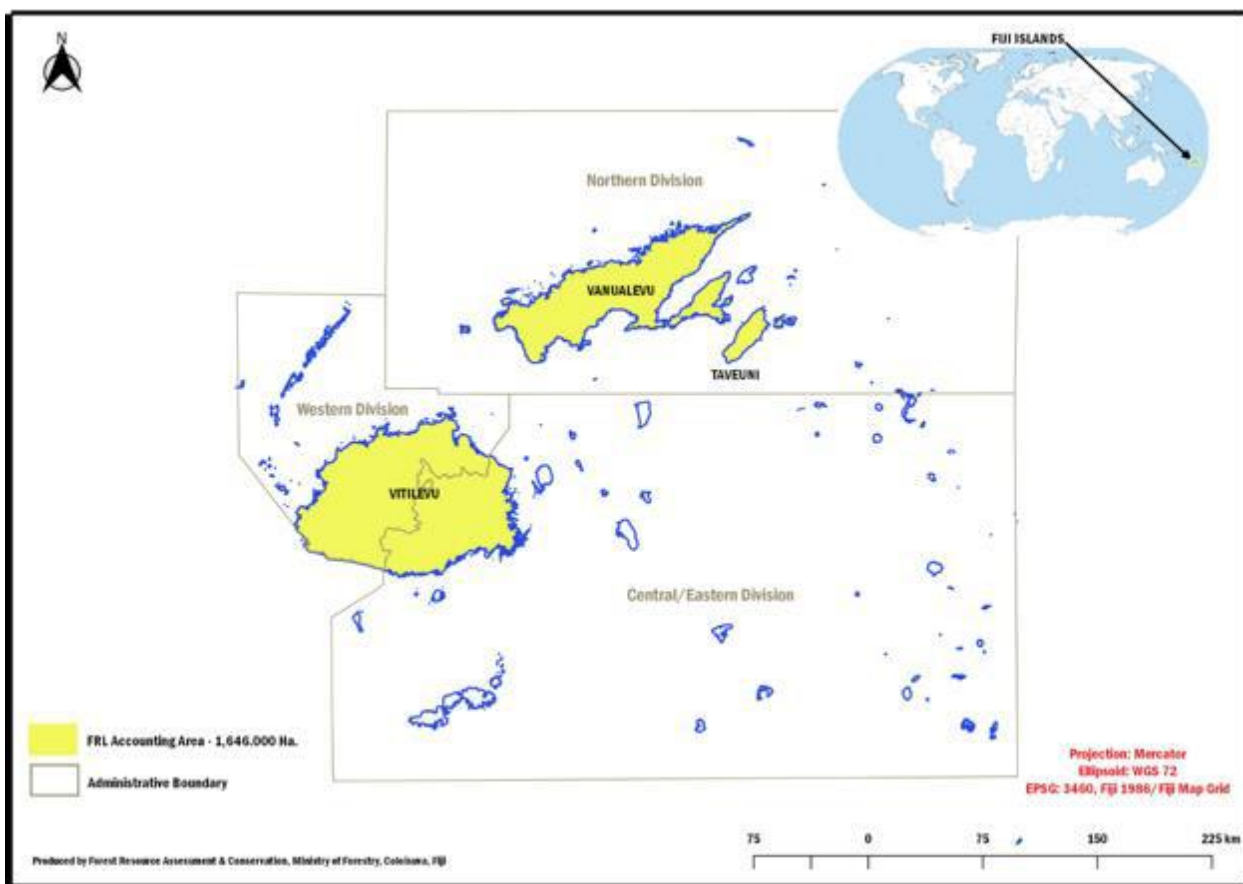 N
FIJI ISLANDS
Northern Division
VANUALEVU
TAVEUNI
Western Division
VITILEVU
Central/Eastern Division
FRL Accounting Area - 1,646.000 Ha.
Administrative Boundary
Projection: Mercator
Ellipsoid: WGS 72
EPSG: 3460, Fiji 1986/ Fiji Map Grid
75 0 75 150 225 km
Produced by Forest Resource Assessment & Conservation, Ministry of Forestry, Coloisuva, Fiji